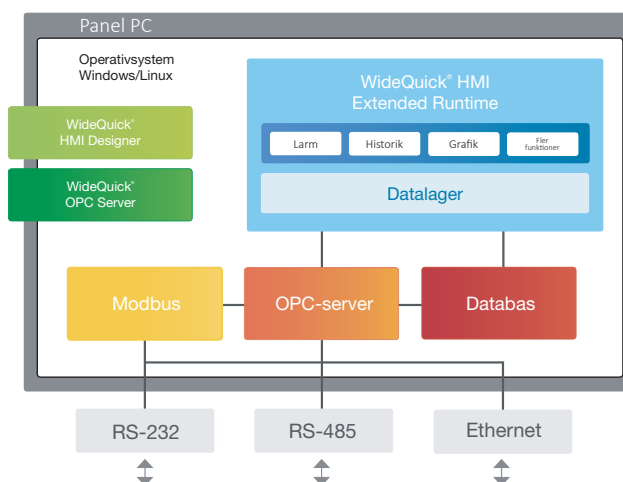 Panel PC
Operativsystem
Windows/Linux
WideQuick® HMI
Extended Runtime
WideQuick®
HMI Designer
Larm
Historik
Grafik
Fler
funktioner
WideQuick®
OPC Server
Datalager
Modbus
OPC-server
Databas
RS-232
RS-485
Ethernet